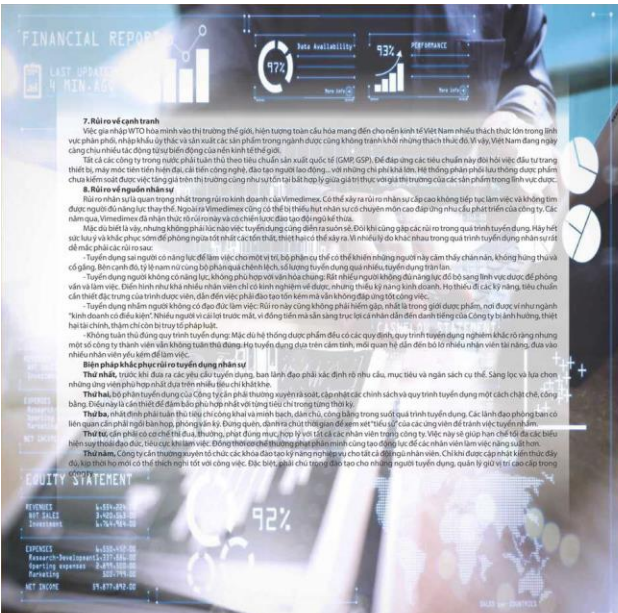 FINANCIAL REPORT
LAST UPDATE
4 MIN. AGO
Data Availability
97%
More info
93%
PERFORMANCE
More info
7. Rủi ro về cạnh tranh
Việc gia nhập WTO hòa mình vào thị trường thế giới, hiện tượng toàn cầu hóa mang đến cho nền kinh tế Việt Nam nhiều thách thức lớn trong lĩnh
vực phân phối, nhập khẩu ủy thác và sản xuất các sản phẩm trong ngành dược cũng không tránh khỏi những thách thức đó. Vì vậy, Việt Nam đang ngày
càng chịu nhiều tác động từ sự biến động của nền kinh tế thế giới.
Tất cả các công ty trong nước phải tuân thủ theo tiêu chuẩn sản xuất quốc tế (GMP, GSP). Để đáp ứng các tiêu chuẩn này đòi hỏi việc đầu tư trang
thiết bị, máy móc tiên tiến hiện đại, cải tiến công nghệ, đào tạo người lao động... với những chi phí khá lớn. Hệ thống phân phối lưu thông dược phẩm
chưa kiểm soát được việc tăng giá trên thị trường cũng như sự tồn tại bất hợp lý giữa giá trị thực với giá thị trường của các sản phẩm trong lĩnh vực dược.
8. Rủi ro về nguồn nhân sự
Rủi ro nhân sự là quan trọng nhất trong rủi ro kinh doanh của Vimedimex. Có thể xảy ra rủi ro nhân sự cấp cao không tiếp tục làm việc và không tìm
được người đủ năng lực thay thế. Ngoài ra Vimedimex cũng có thể bị thiếu hụt nhân sự có chuyên môn cao đáp ứng nhu cầu phát triển của công ty. Các
năm qua, Vimedimex đã nhận thức rõ rủi ro này và có chiến lược đào tạo đội ngũ kế thừa.
Mặc dù biết là vậy, nhưng không phải lúc nào việc tuyển dụng cũng diễn ra suôn sẻ. Đôi khi cũng gặp các rủi ro trong quá trình tuyển dụng. Hãy hết
sức lưu ý và khắc phục sớm để phòng ngừa tốt nhất các tổn thất, thiệt hại có thể xảy ra. Vì nhiều lý do khác nhau trong quá trình tuyển dụng nhân sự rất
dễ mắc phải các rủi ro sau:
- Tuyển dụng sai người có năng lực để làm việc cho một vị trí, bộ phận cụ thể có thể khiến những người này cảm thấy chán nản, không hứng thú và
cố gắng. Bên cạnh đó, tỷ lệ nam nữ cùng bộ phận quá chênh lệch, số lượng tuyển dụng quá nhiều, tuyển dụng tràn lan.
- Tuyển dụng người không có năng lực, không phù hợp với văn hóa chung. Rất nhiều người không đủ năng lực đổ bộ sang lĩnh vực dược để phỏng
vấn và làm việc. Điển hình như khá nhiều nhân viên chỉ có kinh nghiệm về dược, nhưng thiếu kỹ năng kinh doanh. Họ thiếu đi các kỹ năng, tiêu chuẩn
cần thiết đặc trưng của trình dược viên, dẫn đến việc phải đào tạo tốn kém mà vẫn không đáp ứng tốt công việc.
- Tuyển dụng nhầm người không có đạo đức làm việc: Rủi ro này cũng không phải hiếm gặp, nhất là trong giới dược phẩm, nơi được ví như ngành
"kinh doanh có điều kiện". Nhiều người vì cái lợi trước mắt, vì đồng tiền mà sẵn sàng trục lợi cá nhân dẫn đến danh tiếng của Công ty bị ảnh hưởng, thiệt
hại tài chính, thậm chí còn bị truy tố pháp luật.
- Không tuân thủ đúng quy trình tuyển dụng: Mặc dù hệ thống dược phẩm đều có các quy định, quy trình tuyển dụng nghiêm khắc rõ ràng nhưng
một số công ty thành viên vẫn không tuân thủ đúng. Họ tuyển dụng dựa trên cảm tính, mối quan hệ dẫn đến bỏ lỡ nhiều nhân viên tài năng, đưa vào
nhiều nhân viên yếu kém để làm việc.
Biện pháp khắc phục rủi ro tuyển dụng nhân sự
Thứ nhất, trước khi đưa ra các yêu cầu tuyển dụng, ban lãnh đạo phải xác định rõ nhu cầu, mục tiêu và ngân sách cụ thể. Sàng lọc và lựa chọn
những ứng viên phù hợp nhất dựa trên nhiều tiêu chí khắt khe.
Thứ hai, bộ phận tuyển dụng của Công ty cần phải thường xuyên rà soát, cập nhật các chính sách và quy trình tuyển dụng một cách chặt chẽ, công
bằng. Điều này là cần thiết để đảm bảo phù hợp nhất với từng tiêu chí trong từng thời kỳ.
Thứ ba, nhất định phải tuân thủ tiêu chí công khai và minh bạch, dân chủ, công bằng trong suốt quá trình tuyển dụng. Các lãnh đạo phòng ban có
liên quan cần phải ngồi bàn họp, phỏng vấn kỹ. Đừng quên, dành ra chút thời gian để xem xét "tiểu sử" của các ứng viên để tránh việc tuyển nhầm.
Thứ tư, cần phải có cơ chế thi đua, thưởng, phạt đúng mực, hợp lý với tất cả các nhân viên trong công ty. Việc này sẽ giúp hạn chế tối đa các biểu
hiện suy thoái đạo đức, tiêu cực khi làm việc. Đồng thời cơ chế thưởng phạt phân minh cũng tạo động lực để các nhân viên làm việc năng suất hơn.
Thứ năm, Công ty cần thường xuyên tổ chức các khóa đào tạo kỹ năng nghiệp vụ cho tất cả đội ngũ nhân viên. Chỉ khi được cập nhật kiến thức đầy
đủ, kịp thời họ mới có thể thích nghi tốt với công việc. Đặc biệt, phải chú trọng đào tạo cho những người tuyển dụng, quản lý giữ vị trí cao cấp trong
công ty.
EQUITY STATEMENT
REVENUES
NET SALES
Investment
92%
EXPENSES
Research-Development
Operting expenses
Marketing
NET INCOME